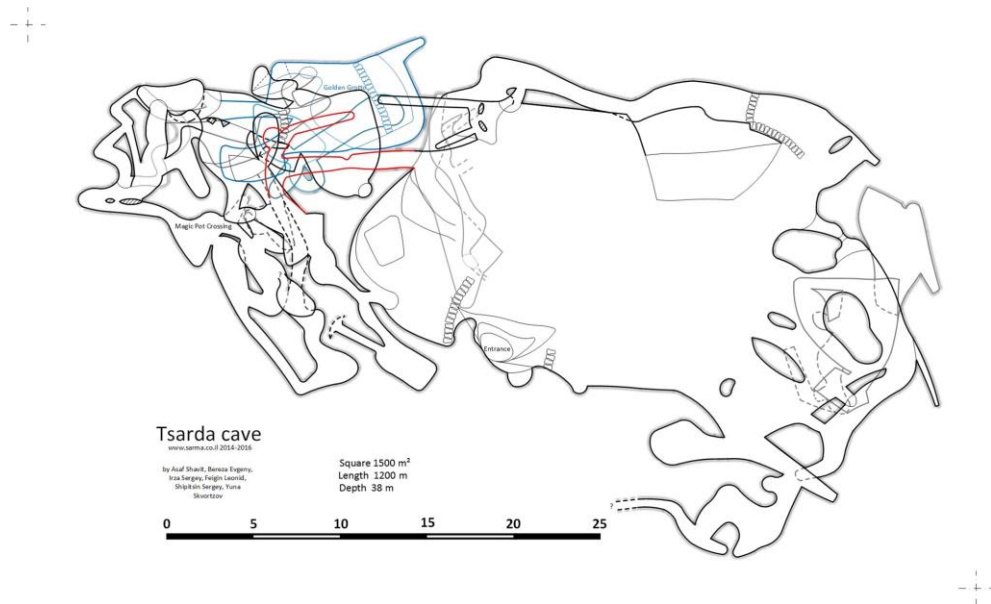 Golden Grotto
Magic Pot Crossing
Entrance
Tsarda cave
www.sarma.co.il 2014-2016
by Asaf Shavit, Bereza Evgeny,
Irza Sergey, Feigin Leonid,
Shipitsin Sergey, Yuna
Skvortzov
Square 1500 m²
Length 1200 m
Depth 38 m
?
0 5 10 15 20 25